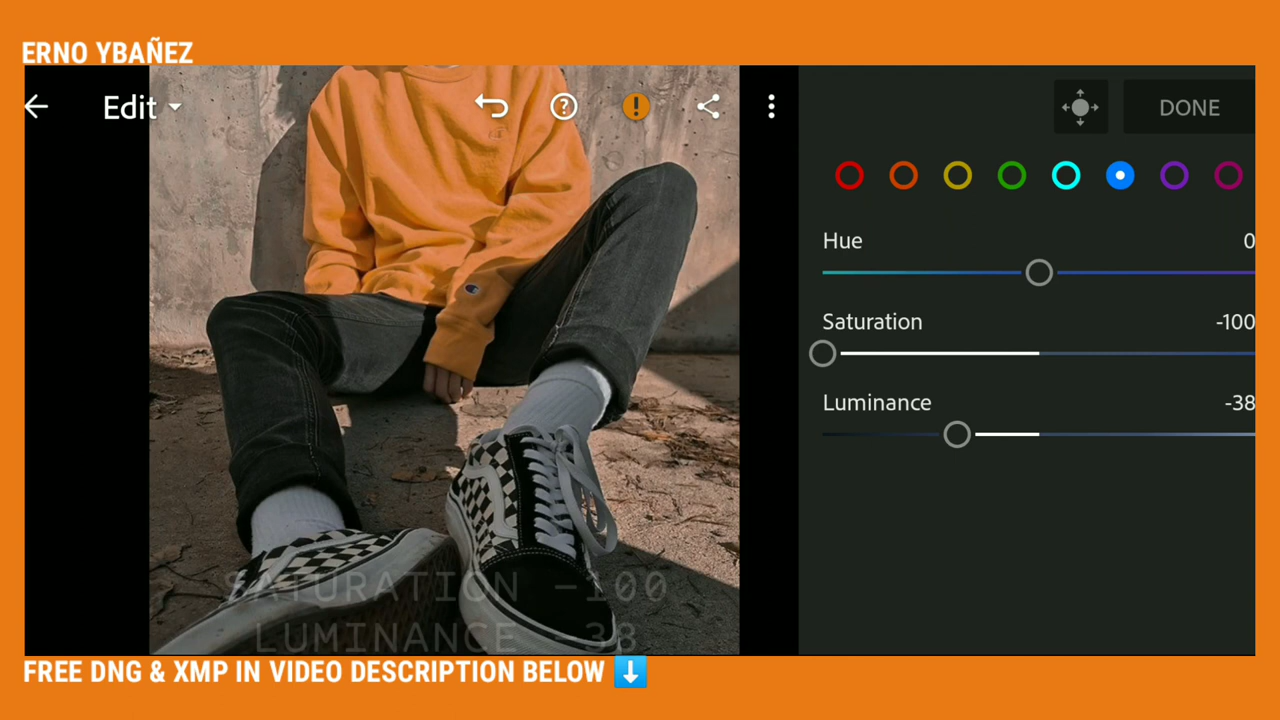 ERNO YBAÑEZ
Edit
DONE
Hue 0
Saturation -100
Luminance -38
SATURATION -100
LUMINANCE -38
FREE DNG & XMP IN VIDEO DESCRIPTION BELOW ⬇️